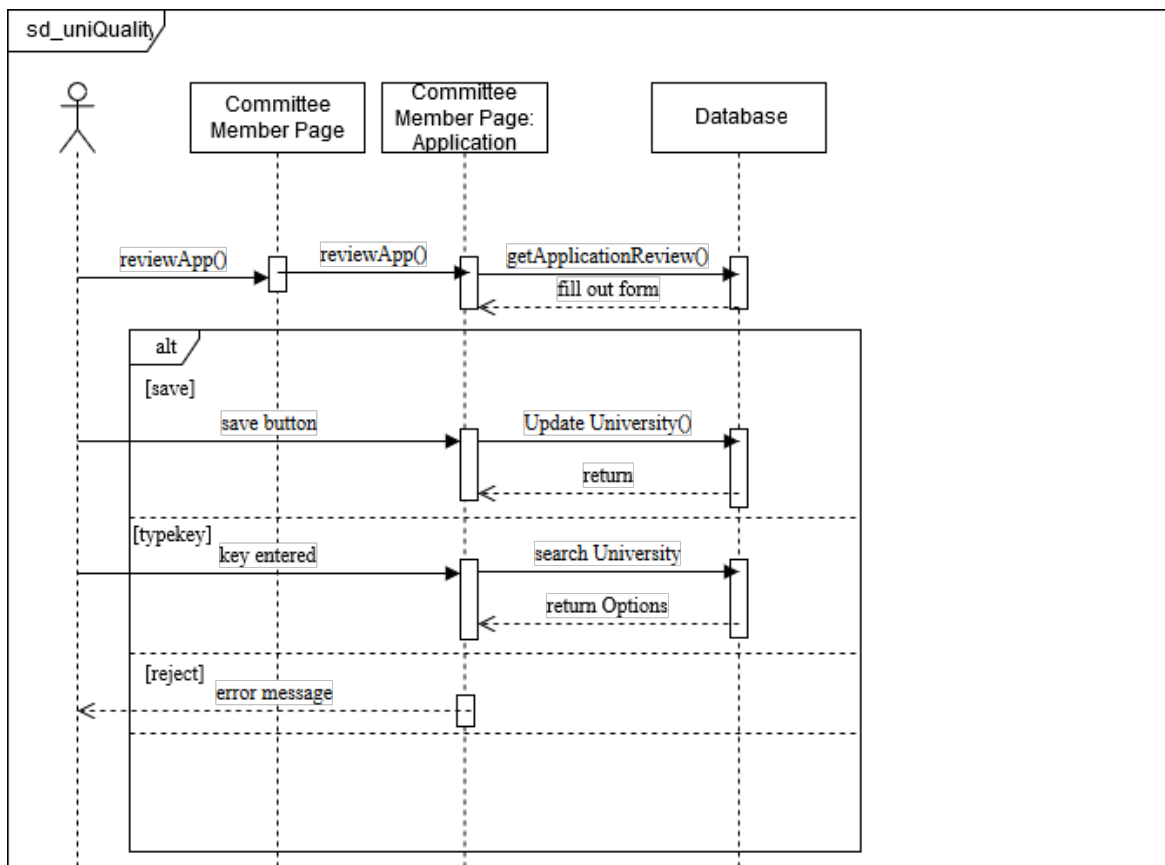 sd_uniQuality
Committee
Member Page
Committee
Member Page:
Application
Database
reviewApp()
reviewApp()
getApplicationReview()
fill out form
alt
[save]
save button
Update University()
return
[typekey]
key entered
search University
return Options
[reject]
error message